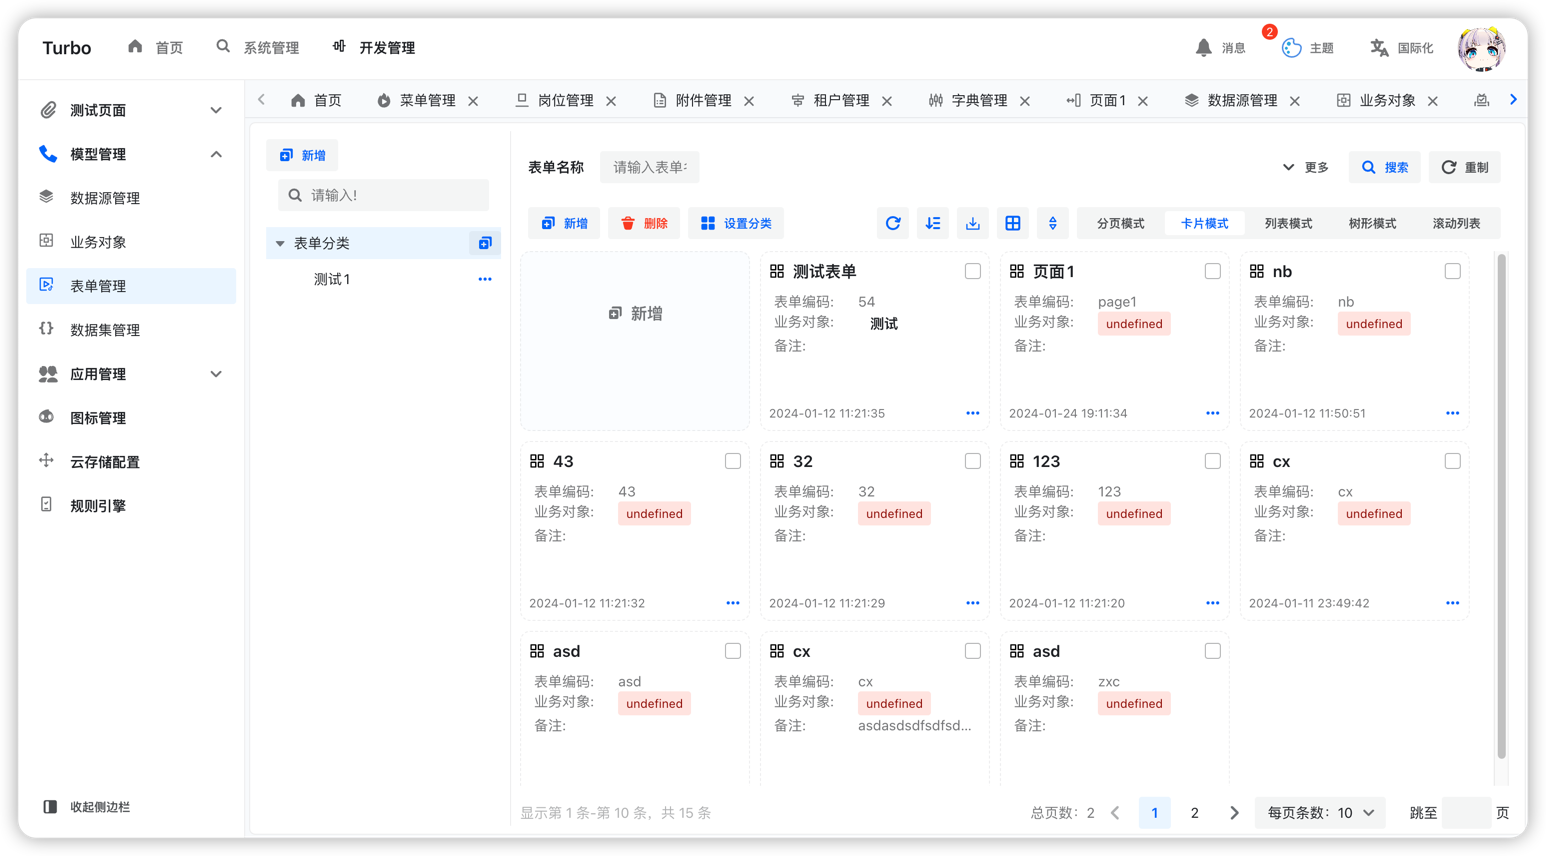 Turbo 首页 系统管理 开发管理 消息 2 主题 国际化
首页 菜单管理 岗位管理 附件管理 租户管理 字典管理 页面1 数据源管理 业务对象
测试页面
模型管理
数据源管理
业务对象
表单管理
数据集管理
应用管理
图标管理
云存储配置
规则引擎
收起侧边栏
新增
请输入!
表单分类
测试1
表单名称 请输入表单 更多 搜索 重制
新增 删除 设置分类 分页模式 卡片模式 列表模式 树形模式 滚动列表
新增
测试表单
表单编码: 54
业务对象: 测试
备注:
2024-01-12 11:21:35
页面1
表单编码: page1
业务对象: undefined
备注:
2024-01-24 19:11:34
nb
表单编码: nb
业务对象: undefined
备注:
2024-01-12 11:50:51
43
表单编码: 43
业务对象: undefined
备注:
2024-01-12 11:21:32
32
表单编码: 32
业务对象: undefined
备注:
2024-01-12 11:21:29
123
表单编码: 123
业务对象: undefined
备注:
2024-01-12 11:21:20
cx
表单编码: cx
业务对象: undefined
备注:
2024-01-11 23:49:42
asd
表单编码: asd
业务对象: undefined
备注:
cx
表单编码: cx
业务对象: undefined
备注: asdasdsdfsdfsd...
asd
表单编码: zxc
业务对象: undefined
备注:
显示第 1 条-第 10 条，共 15 条 总页数: 2 1 2 每页条数: 10 跳至 页